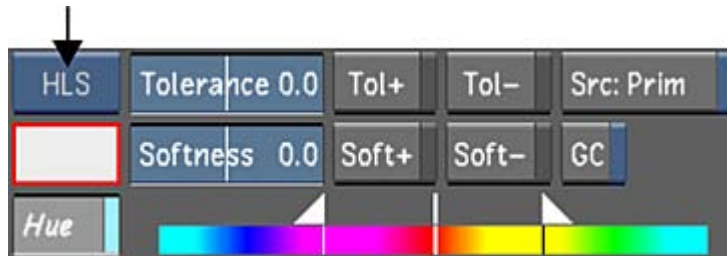 HLS Tolerance 0.0 Tol+ Tol- Src: Prim
Softness 0.0 Soft+ Soft- GC
Hue